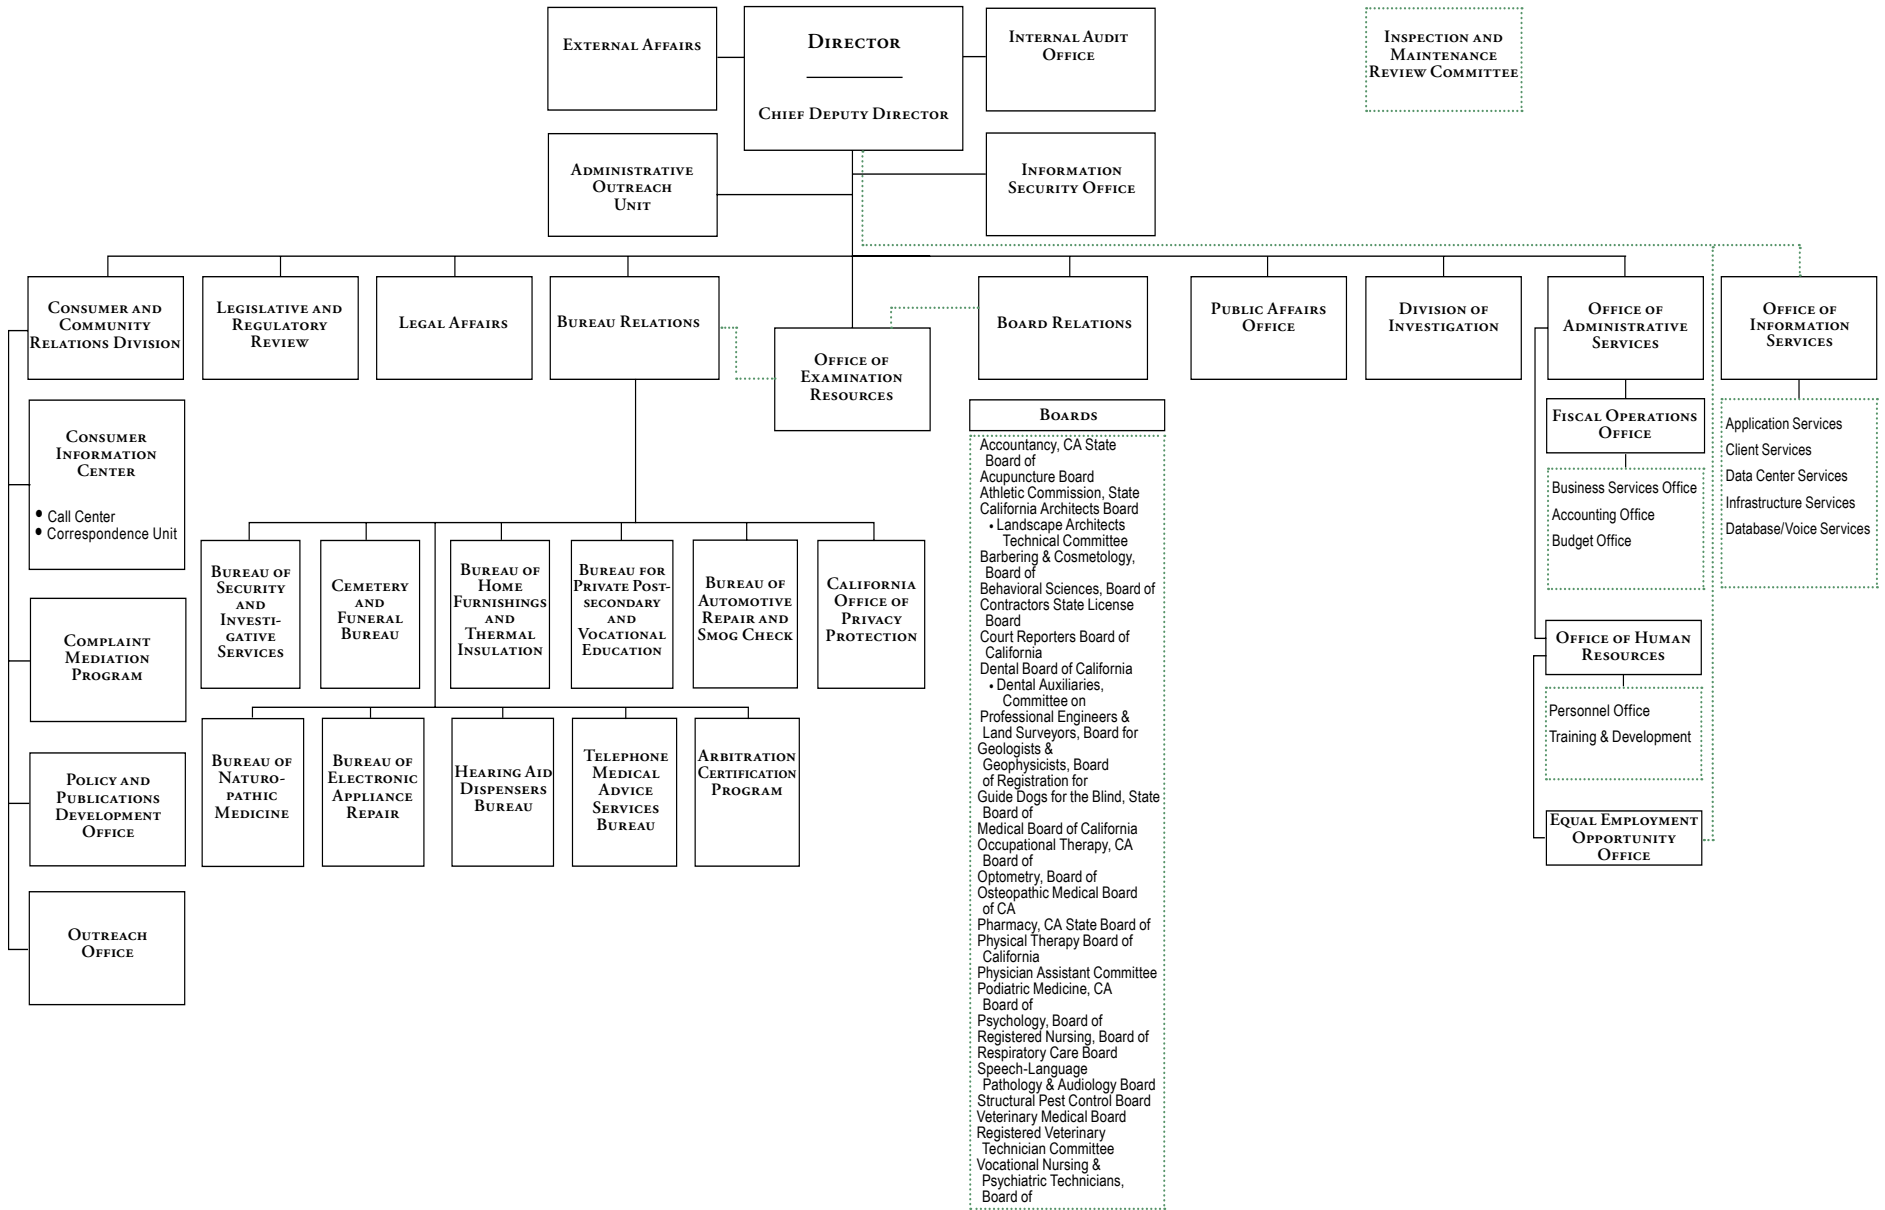 External Affairs
Director
Chief Deputy Director
Internal Audit
Office
Inspection and
Maintenance
Review Committee
Administrative
Outreach
Unit
Information
Security Office
Consumer and
Community
Relations Division
Legislative and
Regulatory
Review
Legal Affairs
Bureau Relations
Office of
Examination
Resources
Board Relations
Public Affairs
Office
Division of
Investigation
Office of
Administrative
Services
Office of
Information
Services
Consumer
Information
Center
• Call Center
• Correspondence Unit
Complaint
Mediation
Program
Policy and
Publications
Development
Office
Outreach
Office
Bureau of
Security
and
Investi-
gative
Services
Cemetery
and
Funeral
Bureau
Bureau of
Home
Furnishings
and
Thermal
Insulation
Bureau for
Private Post-
secondary
and
Vocational
Education
Bureau of
Automotive
Repair and
Smog Check
California
Office of
Privacy
Protection
Bureau of
Naturo-
pathic
Medicine
Bureau of
Electronic
Appliance
Repair
Hearing Aid
Dispensers
Bureau
Telephone
Medical
Advice
Services
Bureau
Arbitration
Certification
Program
Boards
Accountancy, CA State
Board of
Acupuncture Board
Athletic Commission, State
California Architects Board
• Landscape Architects
Technical Committee
Barbering & Cosmetology,
Board of
Behavioral Sciences, Board of
Contractors State License
Board
Court Reporters Board of
California
Dental Board of California
• Dental Auxiliaries,
Committee on
Professional Engineers &
Land Surveyors, Board for
Geologists &
Geophysicists, Board
of Registration for
Guide Dogs for the Blind, State
Board of
Medical Board of California
Occupational Therapy, CA
Board of
Optometry, Board of
Osteopathic Medical Board
of CA
Pharmacy, CA State Board of
Physical Therapy Board of
California
Physician Assistant Committee
Podiatric Medicine, CA
Board of
Psychology, Board of
Registered Nursing, Board of
Respiratory Care Board
Speech-Language
Pathology & Audiology Board
Structural Pest Control Board
Veterinary Medical Board
Registered Veterinary
Technician Committee
Vocational Nursing &
Psychiatric Technicians,
Board of
Fiscal Operations
Office
Business Services Office
Accounting Office
Budget Office
Office of Human
Resources
Personnel Office
Training & Development
Equal Employment
Opportunity
Office
Application Services
Client Services
Data Center Services
Infrastructure Services
Database/Voice Services